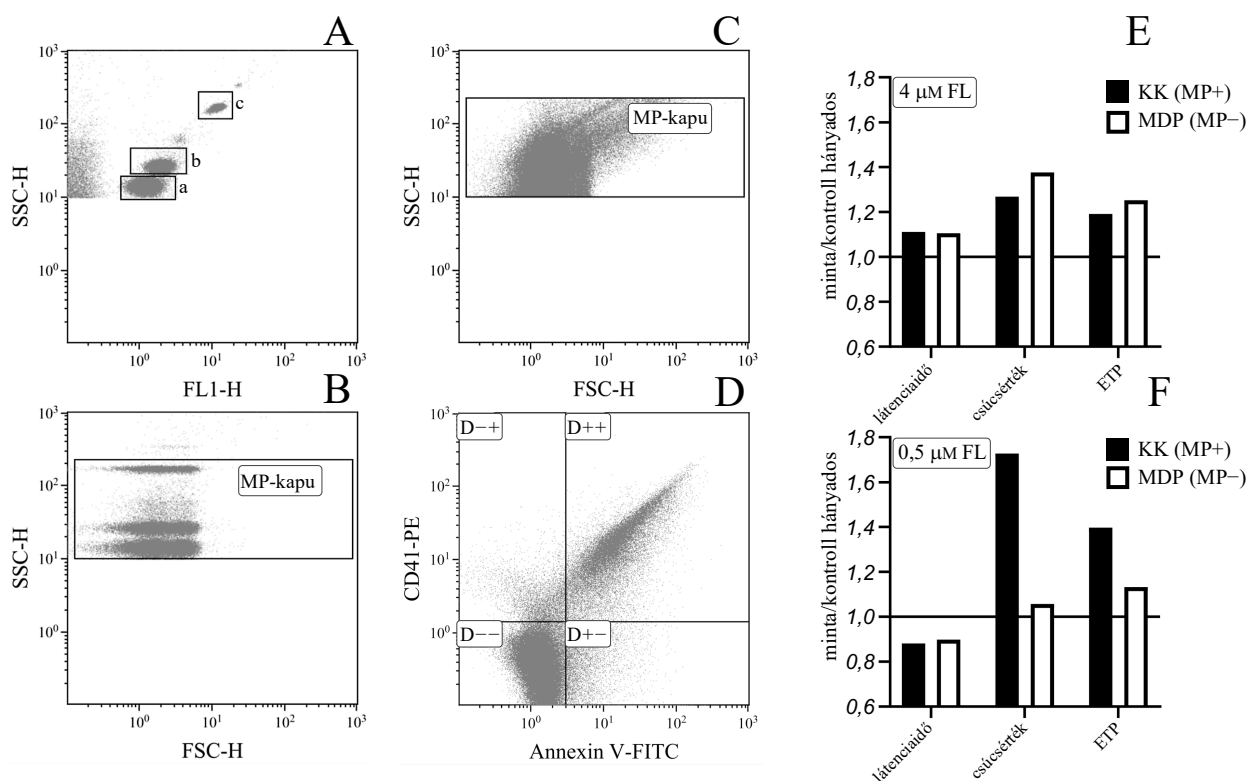 A
SSC-H
10³
10²
10¹
10⁰
c
b
a
10⁰ 10¹ 10² 10³
FL1-H
B
SSC-H
10³
10²
10¹
10⁰
MP-kapu
10⁰ 10¹ 10² 10³
FSC-H
C
SSC-H
10³
10²
10¹
10⁰
MP-kapu
10⁰ 10¹ 10² 10³
FSC-H
D
CD41-PE
10³
10²
10¹
10⁰
D−+ D++
D−− D+−
10⁰ 10¹ 10² 10³
Annexin V-FITC
E
minta/kontroll hányados
1,8
1,6
1,4
1,2
1,0
0,8
0,6
4 µM FL
KK (MP+)
MDP (MP−)
látenciaidő
csúcsérték
ETP
F
minta/kontroll hányados
1,8
1,6
1,4
1,2
1,0
0,8
0,6
0,5 µM FL
KK (MP+)
MDP (MP−)
látenciaidő
csúcsérték
ETP